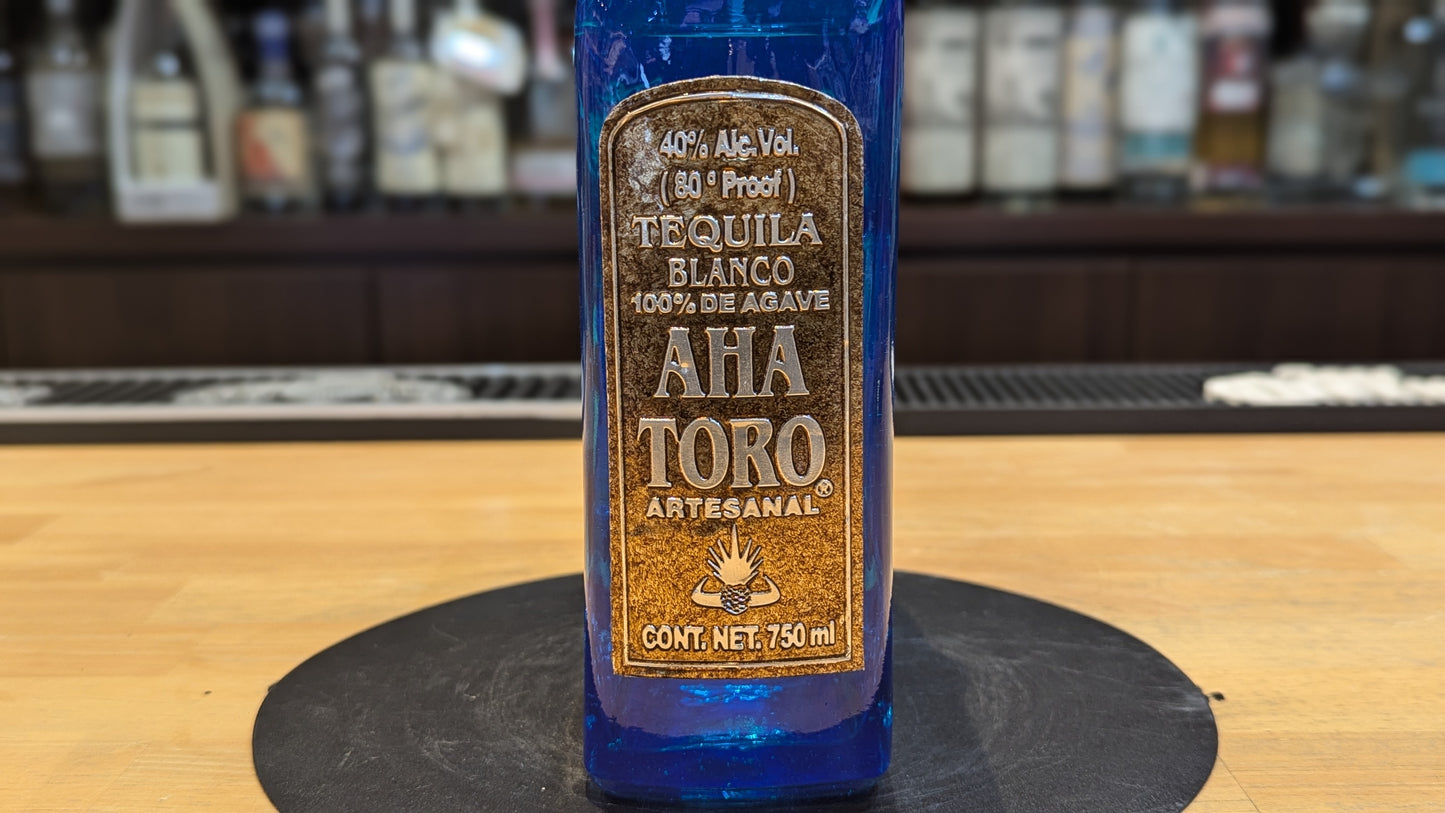 40% Alc.Vol.
( 80° Proof )
TEQUILA
BLANCO
100% DE AGAVE
AHA
TORO®
ARTESANAL
CONT. NET. 750 ml